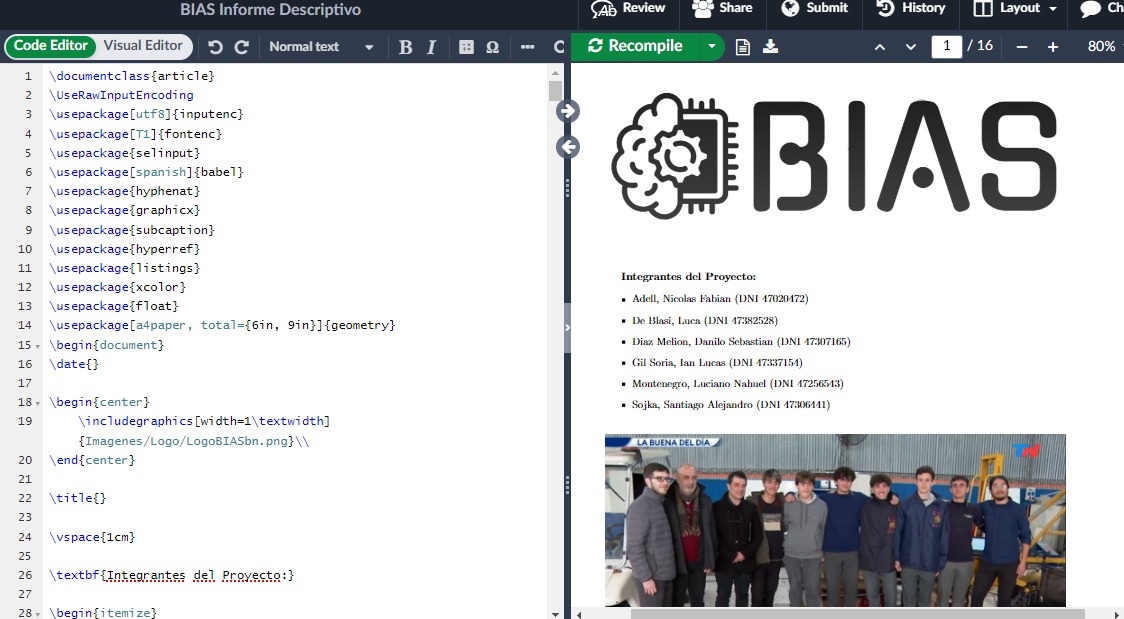 BIAS Informe Descriptivo
Review Share Submit History Layout Ch
Code Editor Visual Editor Normal text B I Ω Recompile 1 / 16 80%
1 \documentclass{article}
2 \UseRawInputEncoding
3 \usepackage[utf8]{inputenc}
4 \usepackage[T1]{fontenc}
5 \usepackage{selinput}
6 \usepackage[spanish]{babel}
7 \usepackage{hyphenat}
8 \usepackage{graphicx}
9 \usepackage{subcaption}
10 \usepackage{hyperref}
11 \usepackage{listings}
12 \usepackage{xcolor}
13 \usepackage{float}
14 \usepackage[a4paper, total={6in, 9in}]{geometry}
15 \begin{document}
16 \date{}
17
18 \begin{center}
19 \includegraphics[width=1\textwidth]
{Imagenes/Logo/LogoBIASbn.png}\\
20 \end{center}
21
22 \title{}
23
24 \vspace{1cm}
25
26 \textbf{Integrantes del Proyecto:}
27
28 \begin{itemize}
BIAS
Integrantes del Proyecto:
Adell, Nicolas Fabian (DNI 47020472)
De Blasi, Luca (DNI 47382528)
Diaz Melion, Danilo Sebastian (DNI 47307165)
Gil Soria, Ian Lucas (DNI 47337154)
Montenegro, Luciano Nahuel (DNI 47256543)
Sojka, Santiago Alejandro (DNI 47306441)
LA BUENA DEL DÍA
TN